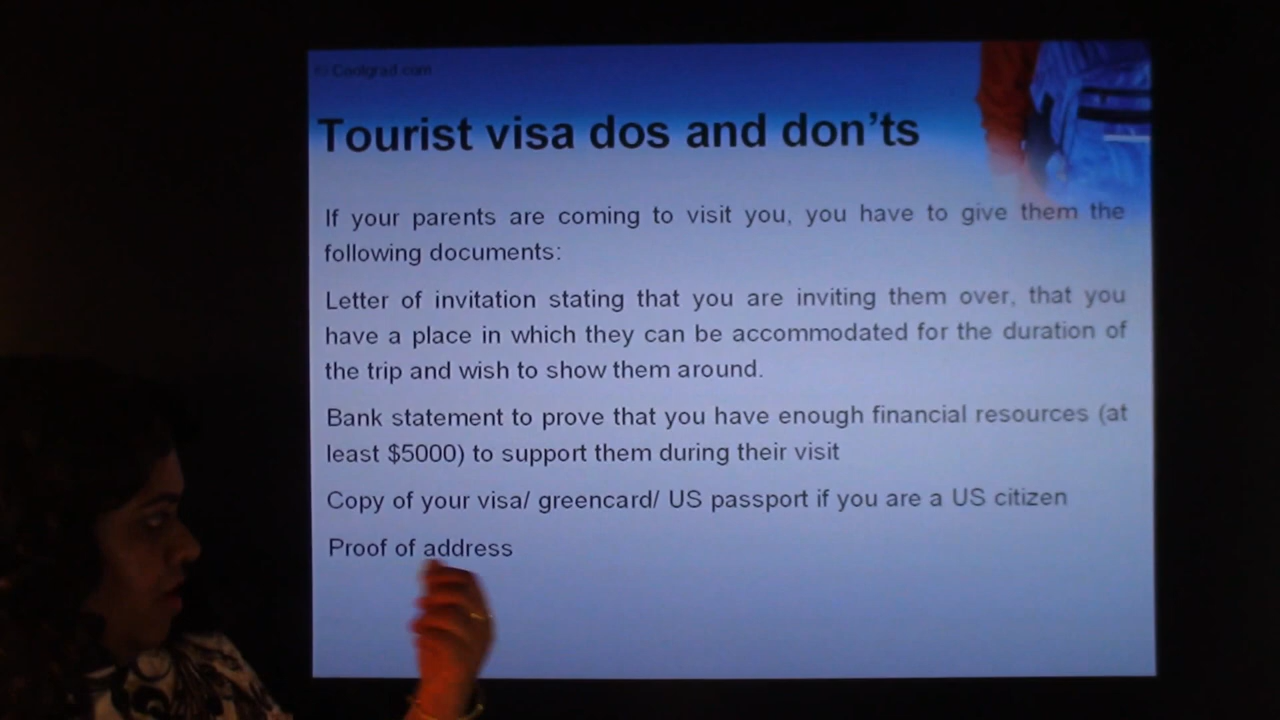 Coolgrad.com
Tourist visa dos and don'ts
If your parents are coming to visit you, you have to give them the
following documents:
Letter of invitation stating that you are inviting them over, that you
have a place in which they can be accommodated for the duration of
the trip and wish to show them around.
Bank statement to prove that you have enough financial resources (at
least $5000) to support them during their visit
Copy of your visa/ greencard/ US passport if you are a US citizen
Proof of address